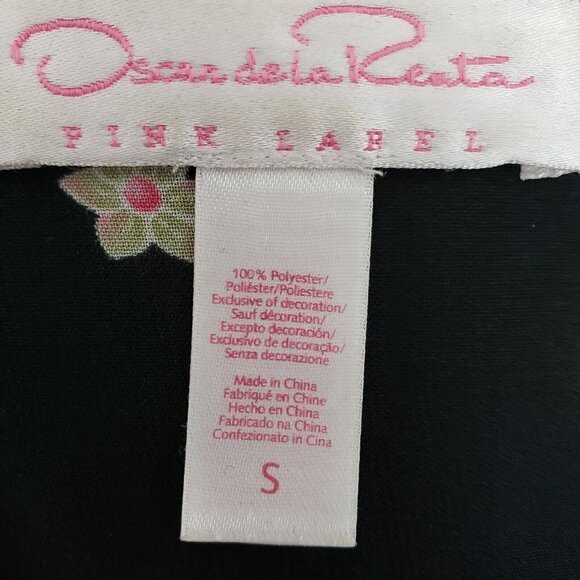 Oscar de la Renta
PINK LABEL
100% Polyester/
Poliéster/Poliestere
Exclusive of decoration/
Sauf décoration/
Excepto decoración/
Exclusivo de decoração/
Senza decorazione
Made in China
Fabriqué en Chine
Hecho en China
Fabricado na China
Confezionato in Cina
S